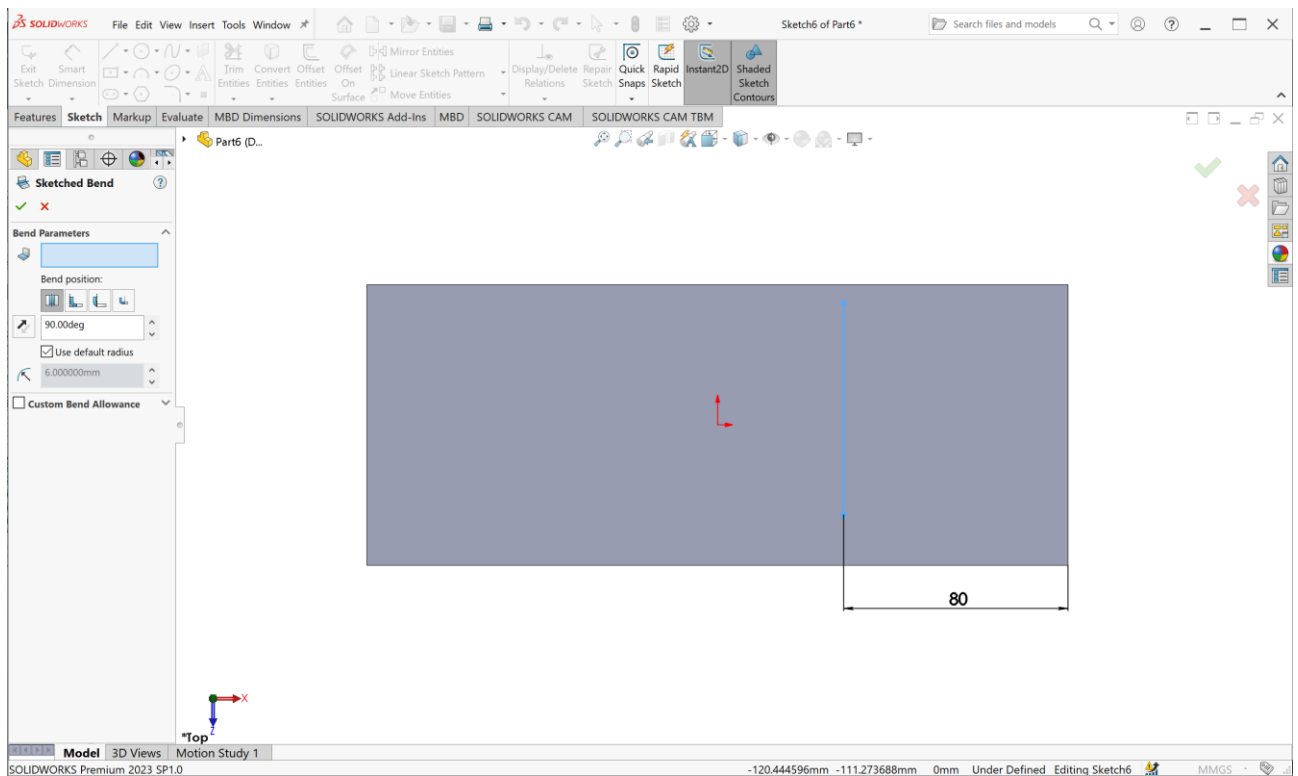 SOLIDWORKS File Edit View Insert Tools Window Sketch6 of Part6 * Search files and models
Exit Sketch Smart Dimension Trim Entities Convert Entities Offset Entities Offset On Surface Mirror Entities Linear Sketch Pattern Move Entities Display/Delete Relations Repair Sketch Quick Snaps Rapid Sketch Instant2D Shaded Sketch Contours
Features Sketch Markup Evaluate MBD Dimensions SOLIDWORKS Add-Ins MBD SOLIDWORKS CAM SOLIDWORKS CAM TBM
Part6 (D...
Sketched Bend
Bend Parameters
Bend position:
90.00deg
Use default radius
6.000000mm
Custom Bend Allowance
80
X
Z
*Top
Model 3D Views Motion Study 1
SOLIDWORKS Premium 2023 SP1.0 -120.444596mm -111.273688mm 0mm Under Defined Editing Sketch6 MMGS